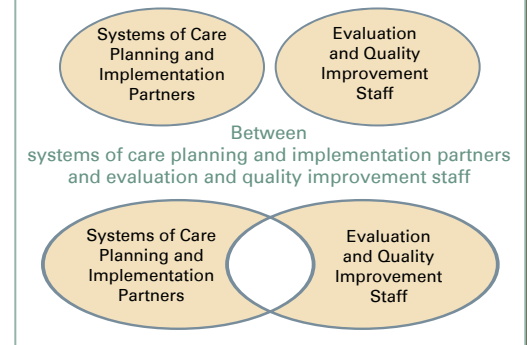 Systems of Care
Planning and
Implementation
Partners
Evaluation
and Quality
Improvement
Staff
Between
systems of care planning and implementation partners
and evaluation and quality improvement staff
Systems of Care
Planning and
Implementation
Partners
Evaluation
and Quality
Improvement
Staff